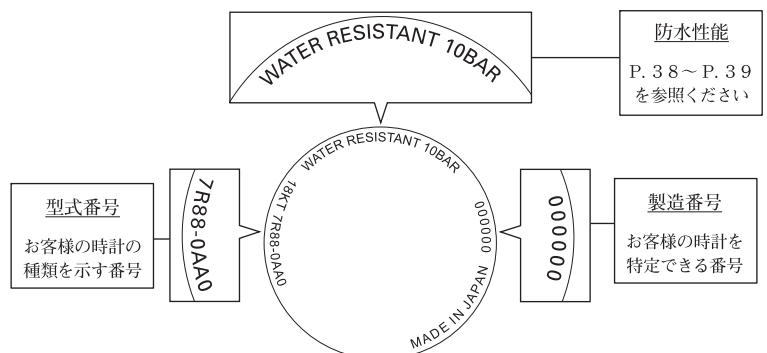 WATER RESISTANT 10BAR
防水性能
P.38～P.39
を参照ください
型式番号
お客様の時計の
種類を示す番号
7R88-0AA0
WATER RESISTANT 10BAR
18KT 7R88-0AA0
000000
MADE IN JAPAN
000000
製造番号
お客様の時計を
特定できる番号